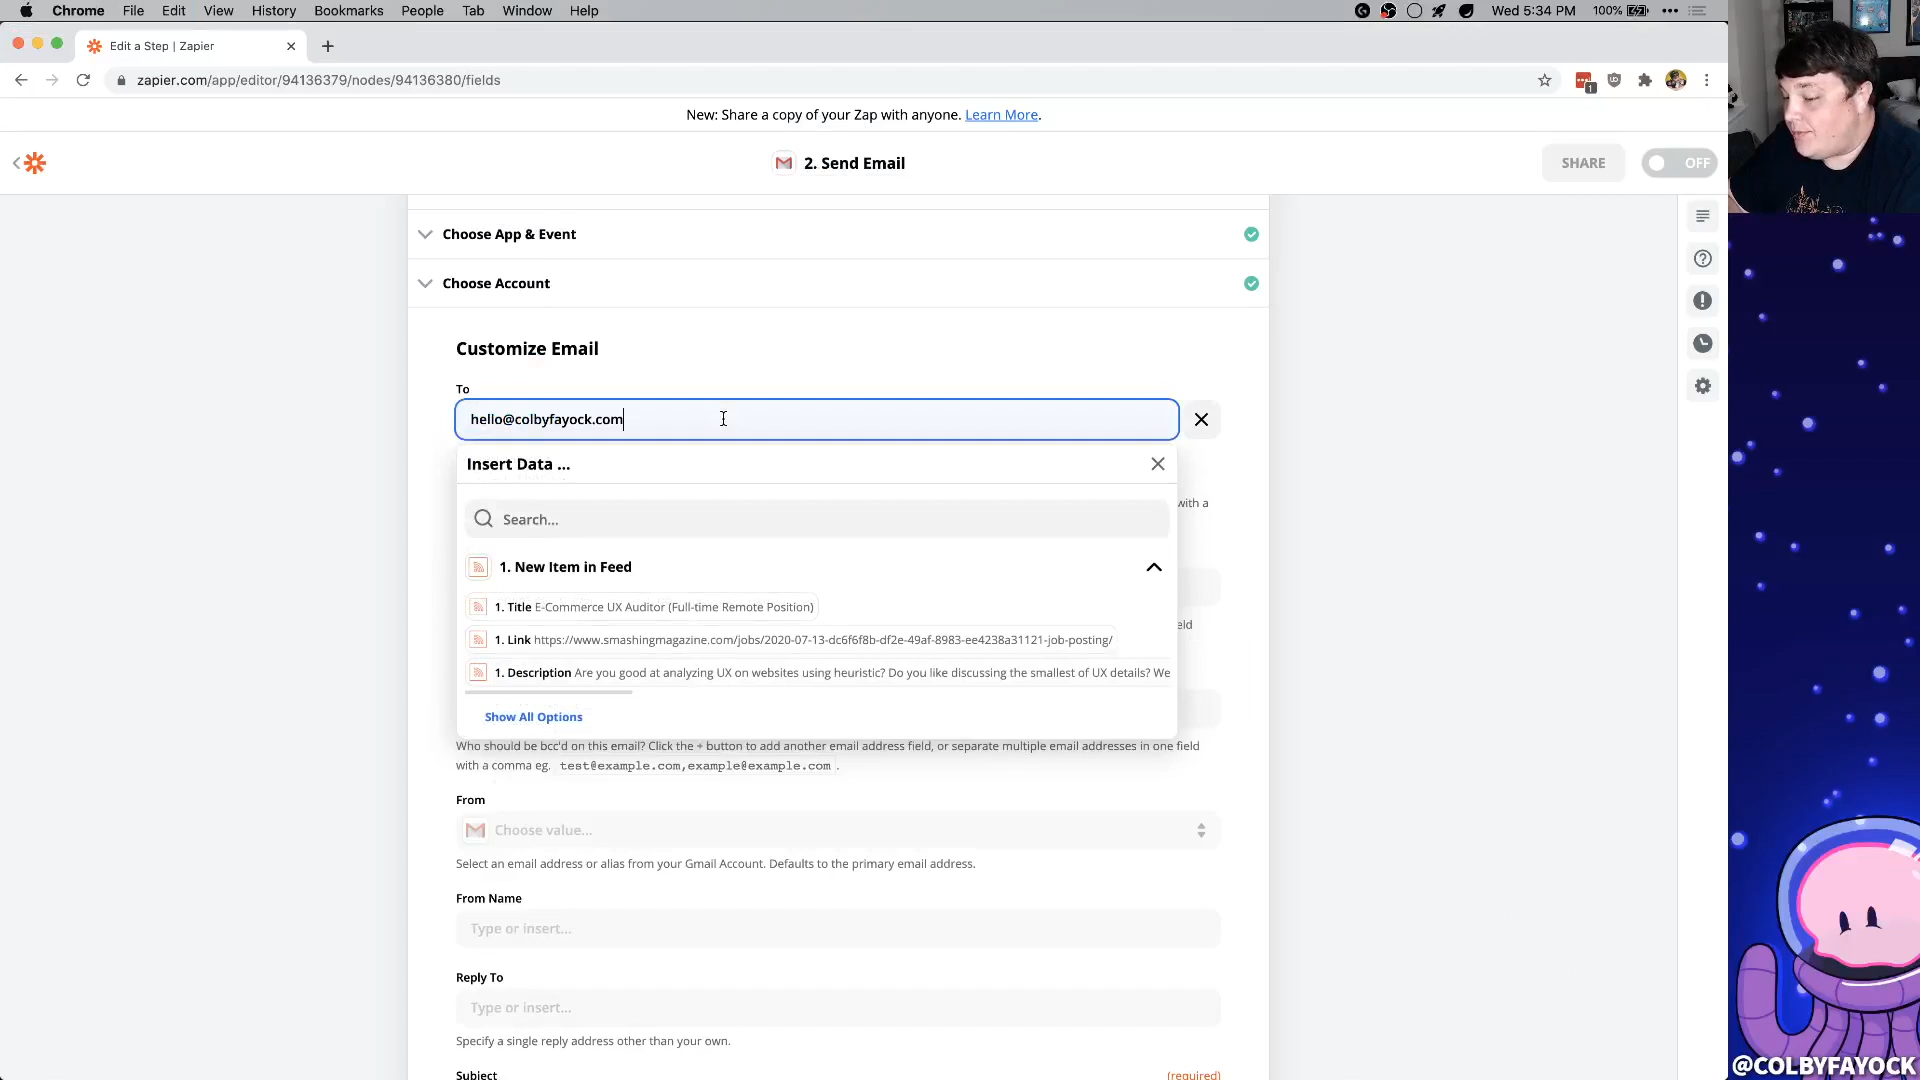 Chrome File Edit View History Bookmarks People Tab Window Help Wed 5:34 PM 100%
Edit a Step | Zapier
zapier.com/app/editor/94136379/nodes/94136380/fields
1
New: Share a copy of your Zap with anyone. Learn More.
2. Send Email SHARE OFF
Choose App & Event
Choose Account
Customize Email
To
hello@colbyfayock.com
Insert Data ...
with a
Search...
1. New Item in Feed
1. Title E-Commerce UX Auditor (Full-time Remote Position)
eld
1. Link https://www.smashingmagazine.com/jobs/2020-07-13-dc6f6f8b-df2e-49af-8983-ee4238a31121-job-posting/
1. Description Are you good at analyzing UX on websites using heuristic? Do you like discussing the smallest of UX details? We
Show All Options
Who should be bcc'd on this email? Click the + button to add another email address field, or separate multiple email addresses in one field
with a comma eg. test@example.com,example@example.com .
From
Choose value...
Select an email address or alias from your Gmail Account. Defaults to the primary email address.
From Name
Type or insert...
Reply To
Type or insert...
Specify a single reply address other than your own.
Subject (required)
@COLBYFAYOCK